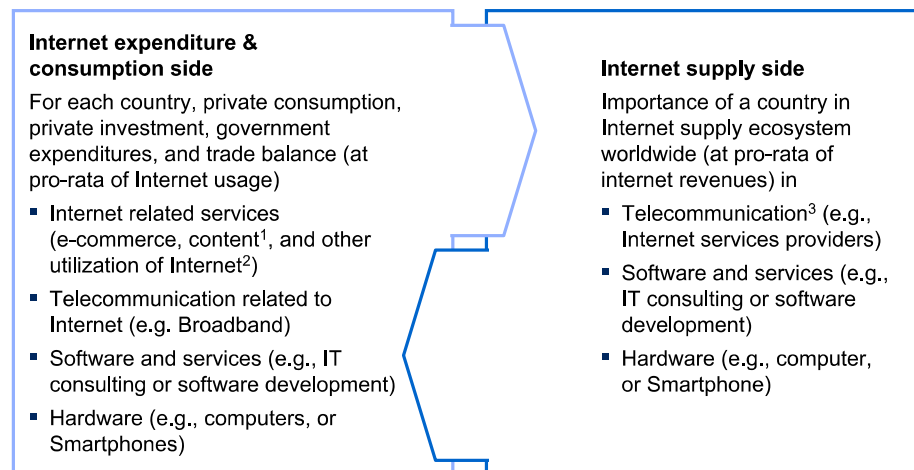 Internet expenditure &
consumption side
For each country, private consumption,
private investment, government
expenditures, and trade balance (at
pro-rata of Internet usage)
▪ Internet related services
(e-commerce, content¹, and other
utilization of Internet²)
▪ Telecommunication related to
Internet (e.g. Broadband)
▪ Software and services (e.g., IT
consulting or software development)
▪ Hardware (e.g., computers, or
Smartphones)
Internet supply side
Importance of a country in
Internet supply ecosystem
worldwide (at pro-rata of
internet revenues) in
▪ Telecommunication³ (e.g.,
Internet services providers)
▪ Software and services (e.g.,
IT consulting or software
development)
▪ Hardware (e.g., computer,
or Smartphone)